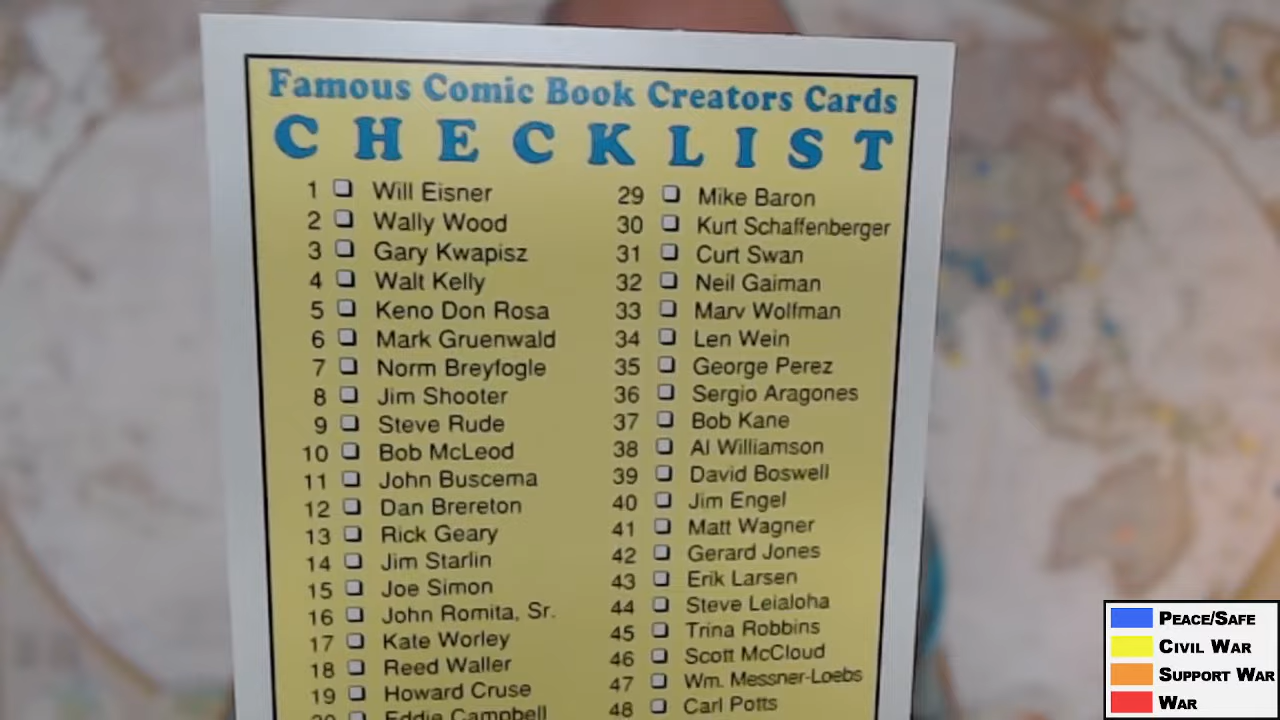 Famous Comic Book Creators Cards
CHECKLIST
1 Will Eisner
2 Wally Wood
3 Gary Kwapisz
4 Walt Kelly
5 Keno Don Rosa
6 Mark Gruenwald
7 Norm Breyfogle
8 Jim Shooter
9 Steve Rude
10 Bob McLeod
11 John Buscema
12 Dan Brereton
13 Rick Geary
14 Jim Starlin
15 Joe Simon
16 John Romita, Sr.
17 Kate Worley
18 Reed Waller
19 Howard Cruse
20 Eddie Campbell
29 Mike Baron
30 Kurt Schaffenberger
31 Curt Swan
32 Neil Gaiman
33 Marv Wolfman
34 Len Wein
35 George Perez
36 Sergio Aragones
37 Bob Kane
38 Al Williamson
39 David Boswell
40 Jim Engel
41 Matt Wagner
42 Gerard Jones
43 Erik Larsen
44 Steve Leialoha
45 Trina Robbins
46 Scott McCloud
47 Wm. Messner-Loebs
48 Carl Potts
PEACE/SAFE
CIVIL WAR
SUPPORT WAR
WAR